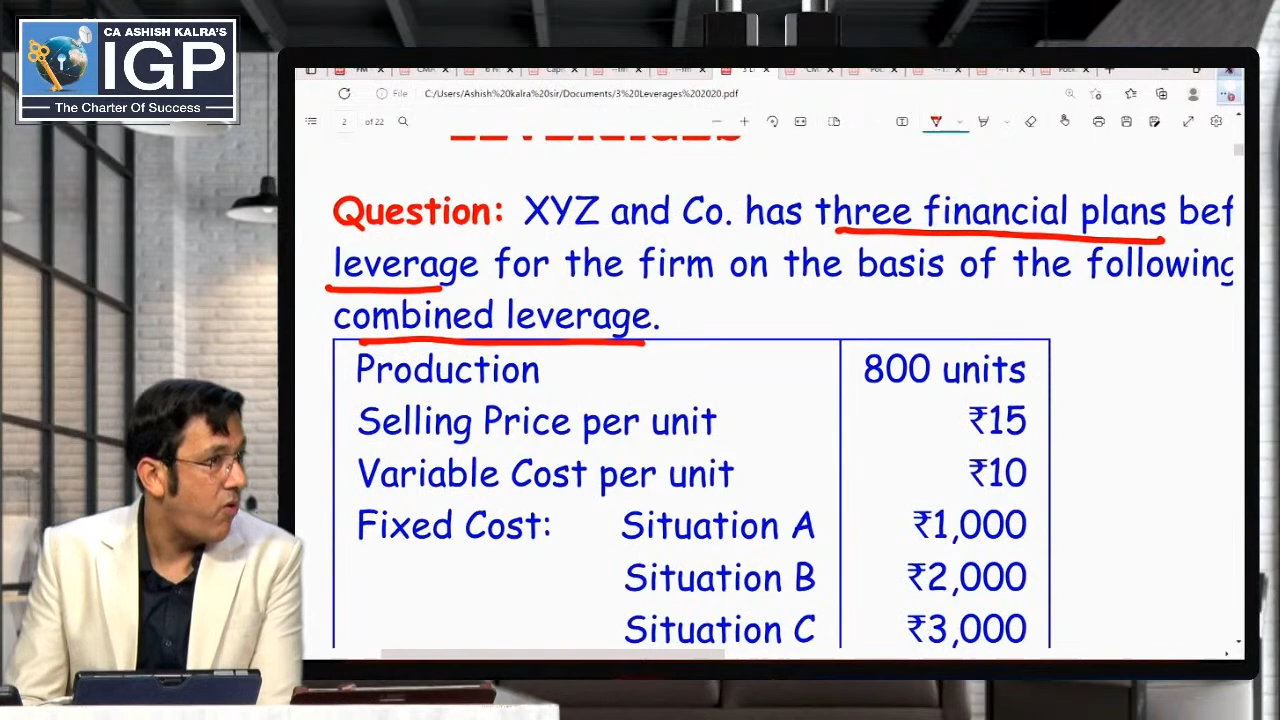 CA ASHISH KALRA'S
IGP
The Charter Of Success
File C:/Users/Ashish%20kalra%20sir/Documents/3%20Leverages%202020.pdf
2 of 22
Question: XYZ and Co. has three financial plans bef
leverage for the firm on the basis of the following
combined leverage.
Production 800 units
Selling Price per unit ₹15
Variable Cost per unit ₹10
Fixed Cost: Situation A ₹1,000
Situation B ₹2,000
Situation C ₹3,000